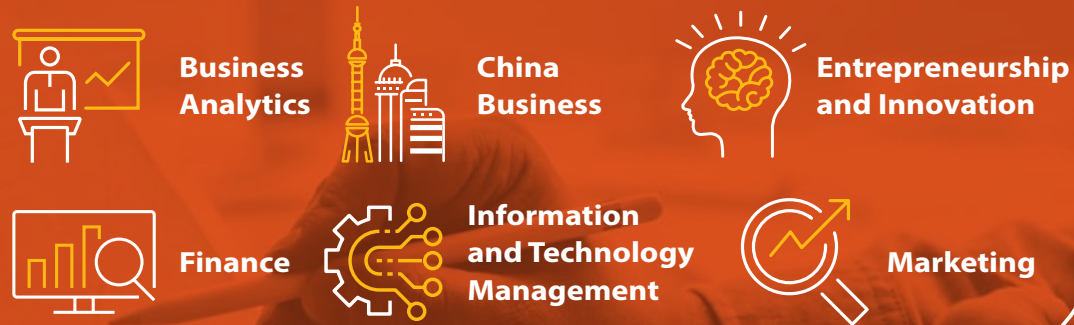 Business
Analytics
China
Business
Entrepreneurship
and Innovation
Finance
Information
and Technology
Management
Marketing